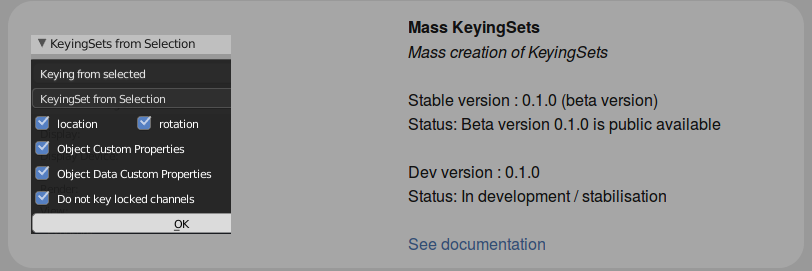 KeyingSets from Selection
Keying from selected
KeyingSet from Selection
location
rotation
Object Custom Properties
Object Data Custom Properties
Do not key locked channels
OK
Mass KeyingSets
Mass creation of KeyingSets
Stable version : 0.1.0 (beta version)
Status: Beta version 0.1.0 is public available
Dev version : 0.1.0
Status: In development / stabilisation
See documentation